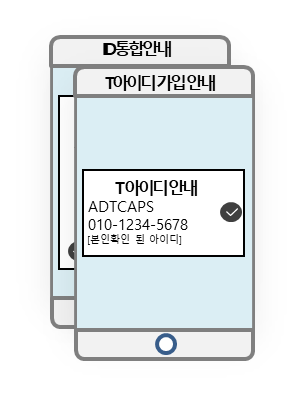 ID통합안내
T아이디 가입 안내
T아이디 안내
ADTCAPS
010-1234-5678
[본인확인 된 아이디]